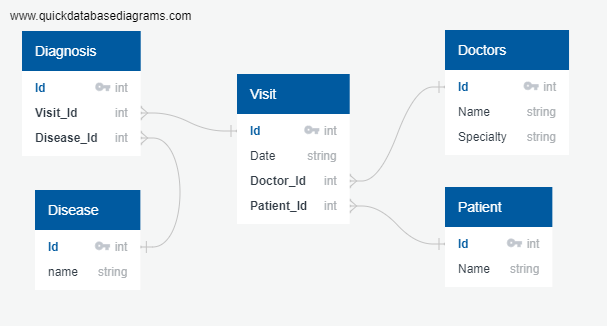 www.quickdatabasediagrams.com
Diagnosis
Id int
Visit_Id int
Disease_Id int
Disease
Id int
name string
Visit
Id int
Date string
Doctor_Id int
Patient_Id int
Doctors
Id int
Name string
Specialty string
Patient
Id int
Name string